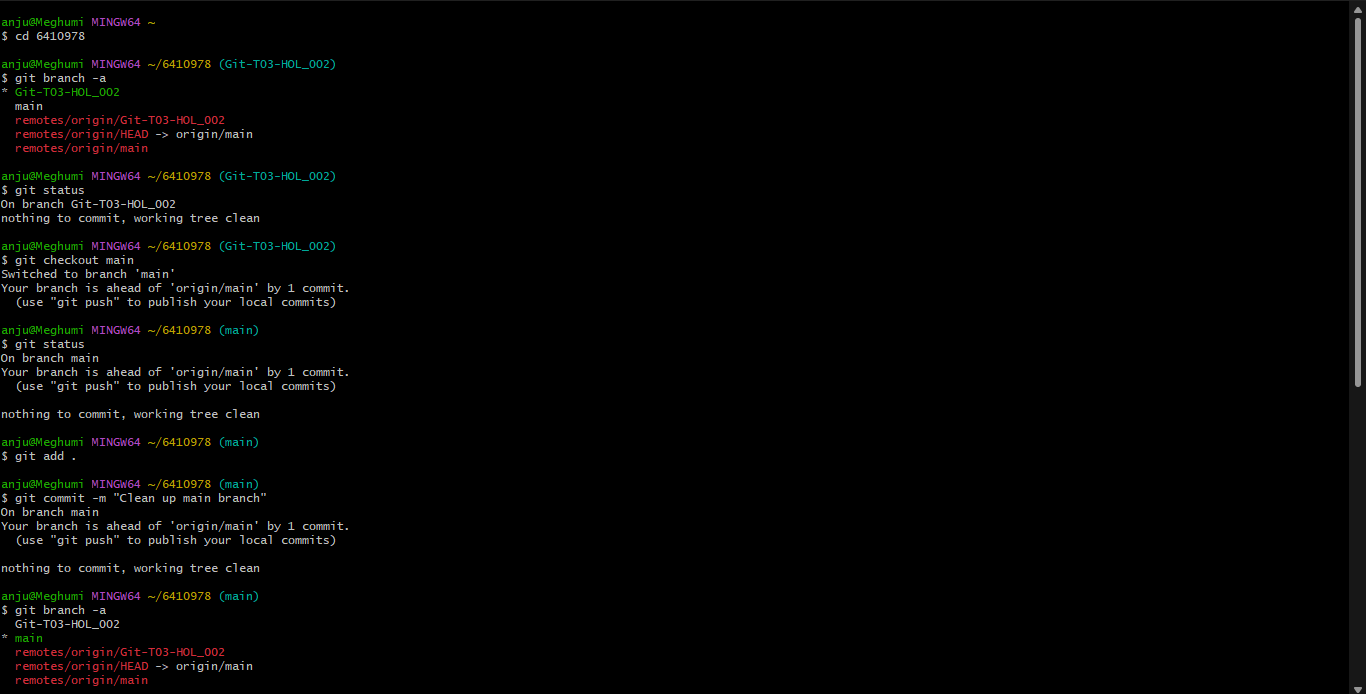 anju@Meghumi MINGW64 ~
$ cd 6410978
anju@Meghumi MINGW64 ~/6410978 (Git-T03-HOL_002)
$ git branch -a
* Git-T03-HOL_002
  main
  remotes/origin/Git-T03-HOL_002
  remotes/origin/HEAD -> origin/main
  remotes/origin/main
anju@Meghumi MINGW64 ~/6410978 (Git-T03-HOL_002)
$ git status
On branch Git-T03-HOL_002
nothing to commit, working tree clean
anju@Meghumi MINGW64 ~/6410978 (Git-T03-HOL_002)
$ git checkout main
Switched to branch 'main'
Your branch is ahead of 'origin/main' by 1 commit.
  (use "git push" to publish your local commits)
anju@Meghumi MINGW64 ~/6410978 (main)
$ git status
On branch main
Your branch is ahead of 'origin/main' by 1 commit.
  (use "git push" to publish your local commits)
nothing to commit, working tree clean
anju@Meghumi MINGW64 ~/6410978 (main)
$ git add .
anju@Meghumi MINGW64 ~/6410978 (main)
$ git commit -m "Clean up main branch"
On branch main
Your branch is ahead of 'origin/main' by 1 commit.
  (use "git push" to publish your local commits)
nothing to commit, working tree clean
anju@Meghumi MINGW64 ~/6410978 (main)
$ git branch -a
  Git-T03-HOL_002
* main
  remotes/origin/Git-T03-HOL_002
  remotes/origin/HEAD -> origin/main
  remotes/origin/main